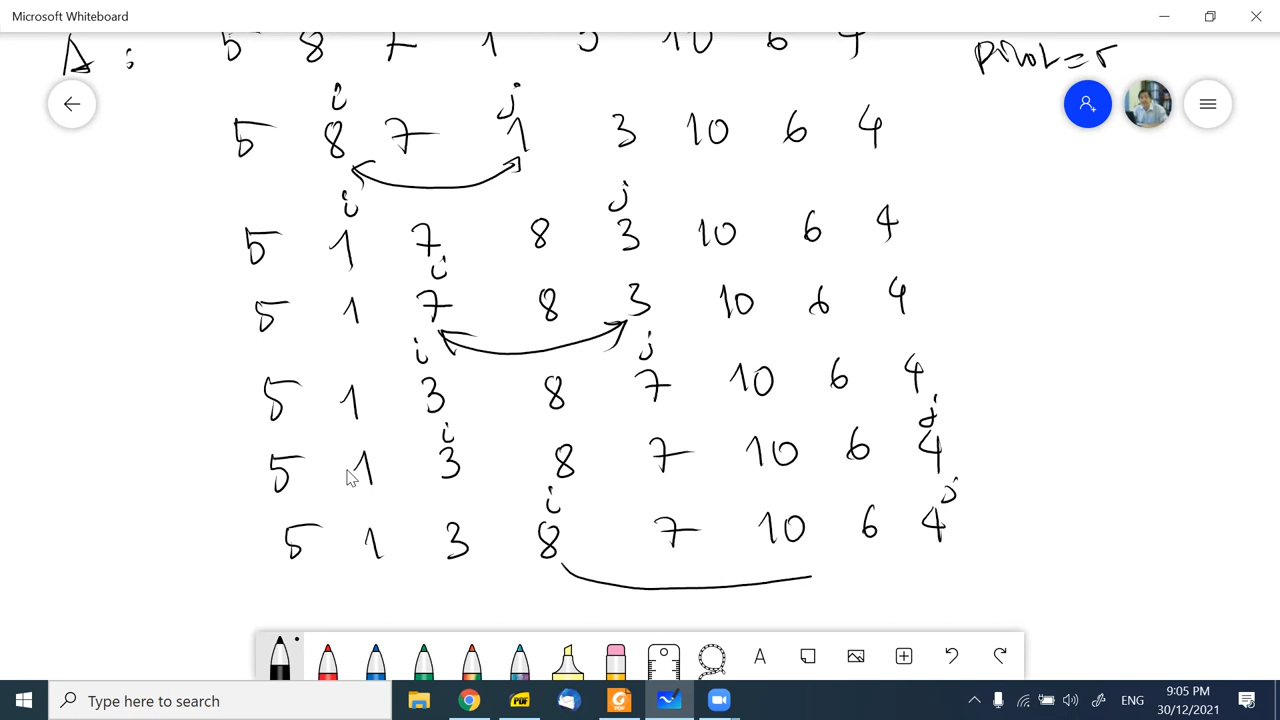 Microsoft Whiteboard
A : 5 8 7 1 3 10 6 4
i j
5 8 7 1 3 10 6 4
i j
5 1 7 8 3 10 6 4
i
5 1 7 8 3 10 6 4
i j
5 1 3 8 7 10 6 4
i j
5 1 3 8 7 10 6 4
i j
5 1 3 8 7 10 6 4
A
Type here to search
PDF
PDF
ENG
9:05 PM
30/12/2021